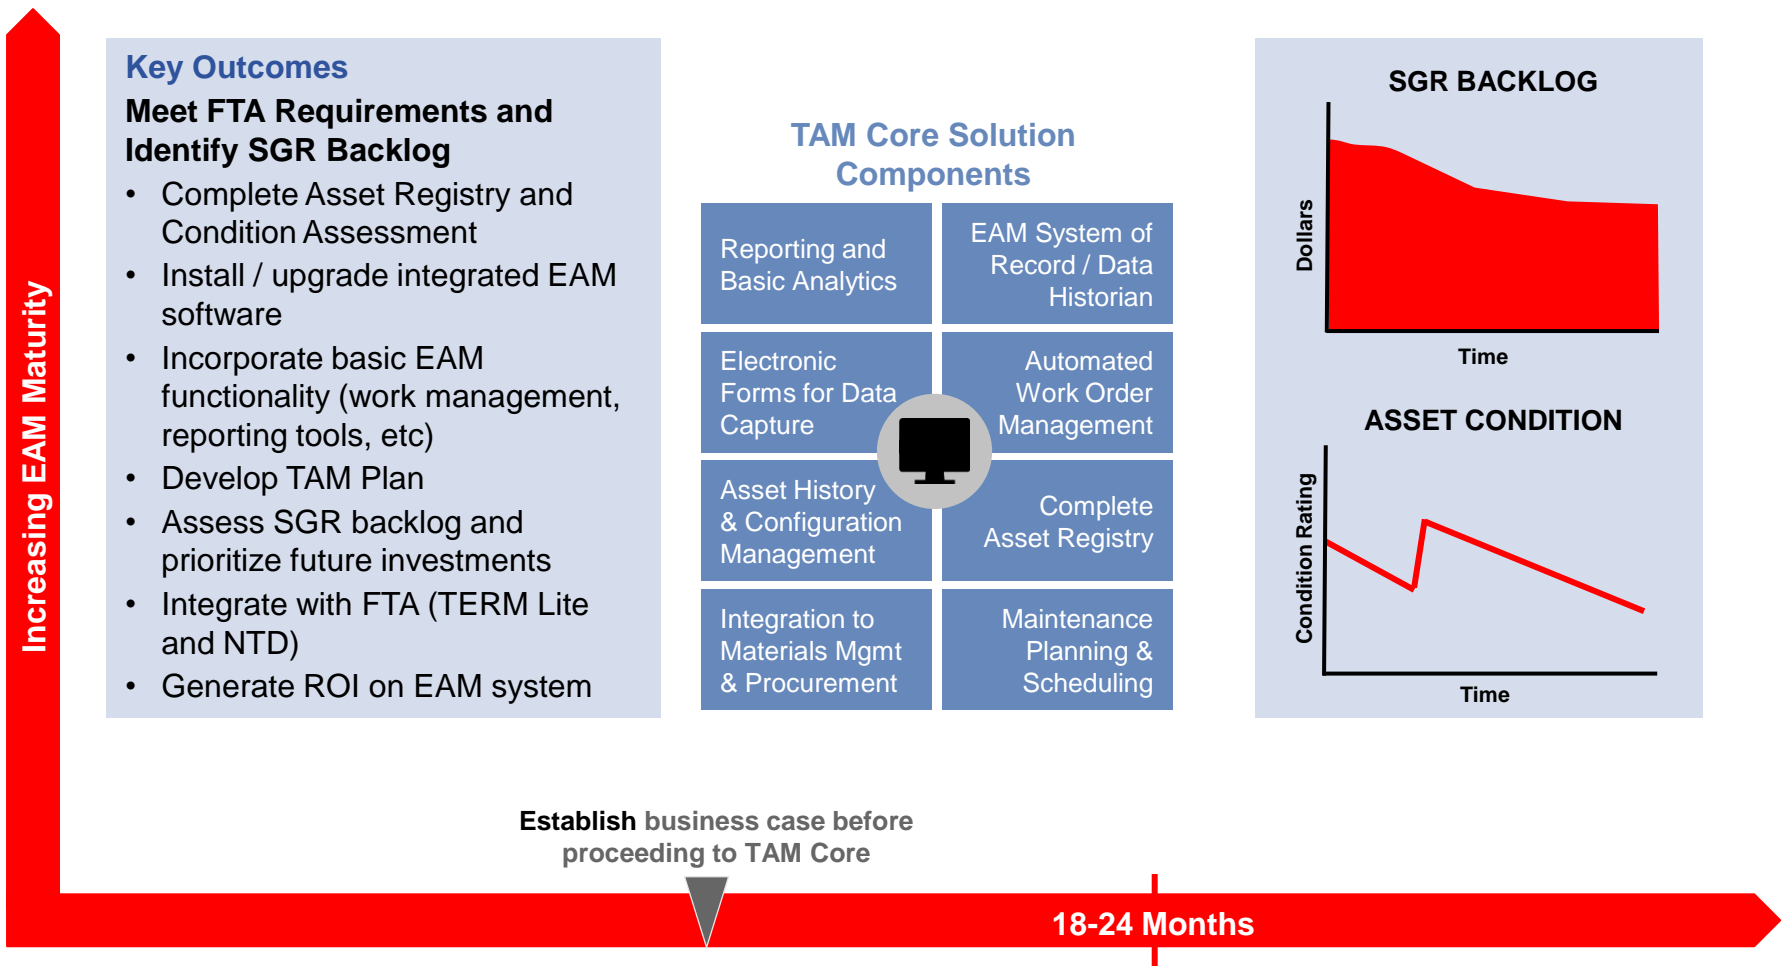 Increasing EAM Maturity
Key Outcomes
Meet FTA Requirements and
Identify SGR Backlog
• Complete Asset Registry and
Condition Assessment
• Install / upgrade integrated EAM
software
• Incorporate basic EAM
functionality (work management,
reporting tools, etc)
• Develop TAM Plan
• Assess SGR backlog and
prioritize future investments
• Integrate with FTA (TERM Lite
and NTD)
• Generate ROI on EAM system
TAM Core Solution
Components
Reporting and
Basic Analytics
EAM System of
Record / Data
Historian
Electronic
Forms for Data
Capture
Automated
Work Order
Management
Asset History
& Configuration
Management
Complete
Asset Registry
Integration to
Materials Mgmt
& Procurement
Maintenance
Planning &
Scheduling
SGR BACKLOG
Dollars
Time
ASSET CONDITION
Condition Rating
Time
Establish business case before
proceeding to TAM Core
18-24 Months